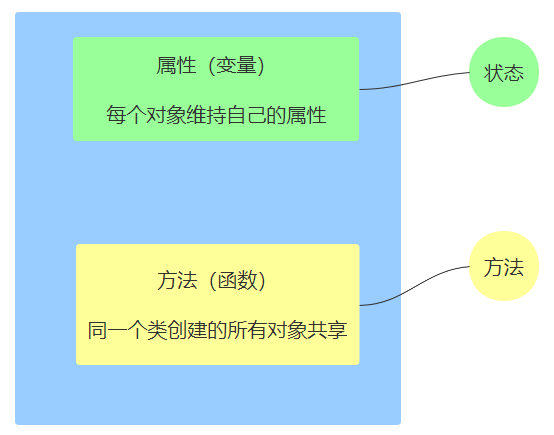 属性（变量）
每个对象维持自己的属性
状态
方法（函数）
同一个类创建的所有对象共享
方法